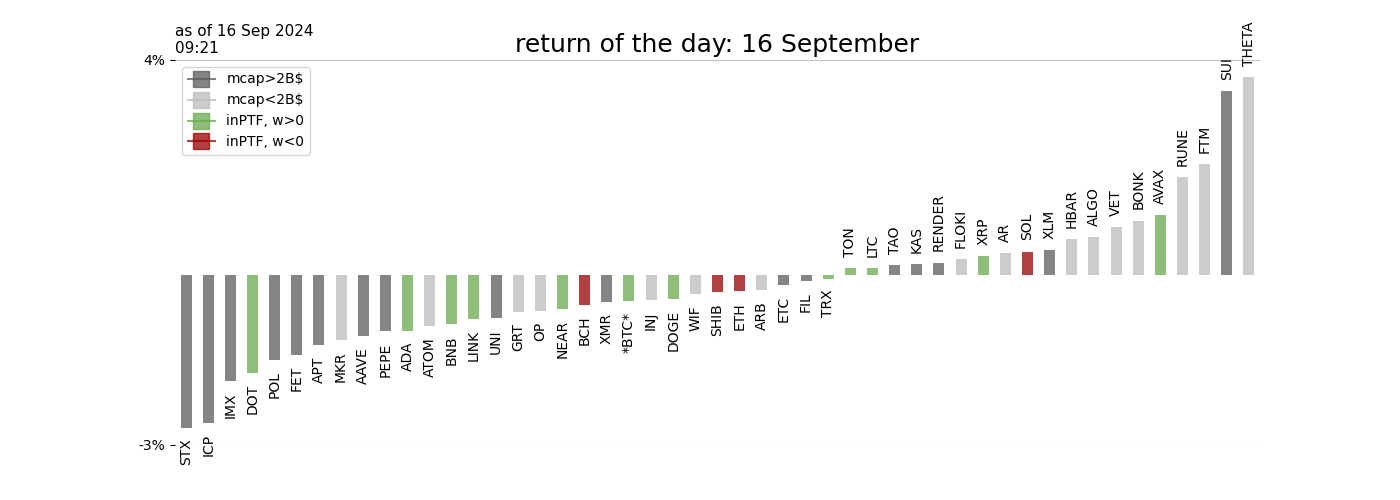 as of 16 Sep 2024
09:21
return of the day: 16 September
4%
mcap>2B$
mcap<2B$
inPTF, w>0
inPTF, w<0
-3%
STX
ICP
IMX
DOT
POL
FET
APT
MKR
AAVE
PEPE
ADA
ATOM
BNB
LINK
UNI
GRT
OP
NEAR
BCH
XMR
*BTC*
INJ
DOGE
WIF
SHIB
ETH
ARB
ETC
FIL
TRX
TON
LTC
TAO
KAS
RENDER
FLOKI
XRP
AR
SOL
XLM
HBAR
ALGO
VET
BONK
AVAX
RUNE
FTM
SUI
THETA